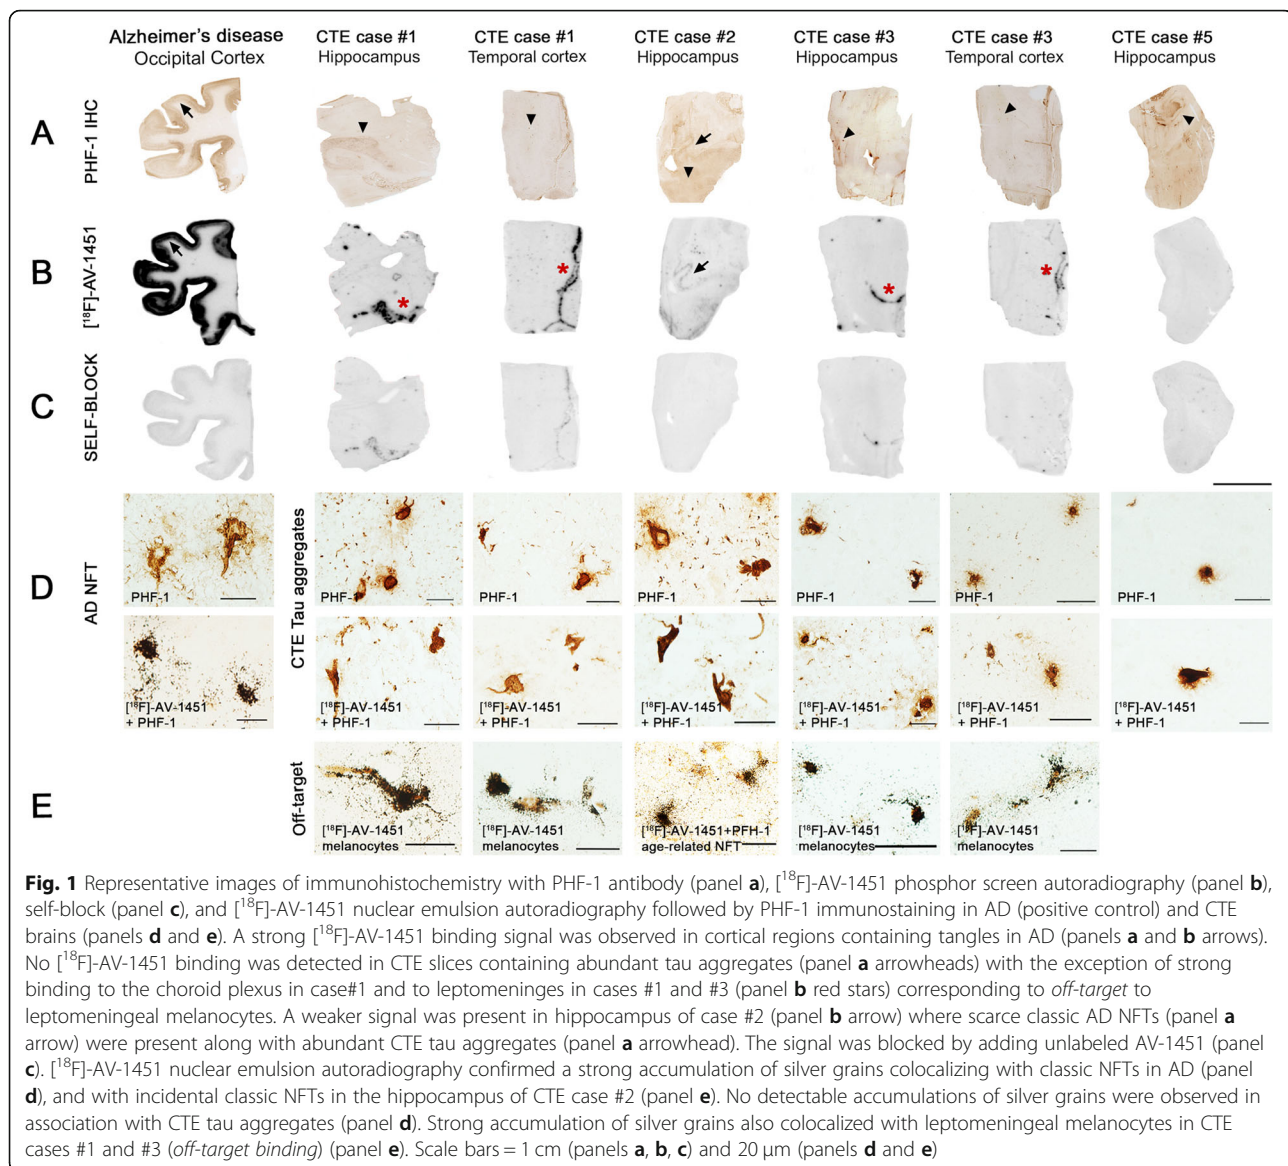 Alzheimer's disease
Occipital Cortex
CTE case #1
Hippocampus
CTE case #1
Temporal cortex
CTE case #2
Hippocampus
CTE case #3
Hippocampus
CTE case #3
Temporal cortex
CTE case #5
Hippocampus
A
PHF-1 IHC
B
[¹⁸F]-AV-1451
*
*
*
*
C
SELF-BLOCK
D
AD NFT
PHF-1
CTE Tau aggregates
PHF-1
PHF-1
PHF-1
PHF-1
PHF-1
PHF-1
[¹⁸F]-AV-1451
+ PHF-1
[¹⁸F]-AV-1451
+ PHF-1
[¹⁸F]-AV-1451
+ PHF-1
[¹⁸F]-AV-1451
+ PHF-1
[¹⁸F]-AV-1451
+ PHF-1
[¹⁸F]-AV-1451
+ PHF-1
[¹⁸F]-AV-1451
+ PHF-1
E
Off-target
[¹⁸F]-AV-1451
melanocytes
[¹⁸F]-AV-1451
melanocytes
[¹⁸F]-AV-1451+PFH-1
age-related NFT
[¹⁸F]-AV-1451
melanocytes
[¹⁸F]-AV-1451
melanocytes
Fig. 1 Representative images of immunohistochemistry with PHF-1 antibody (panel a), [¹⁸F]-AV-1451 phosphor screen autoradiography (panel b),
self-block (panel c), and [¹⁸F]-AV-1451 nuclear emulsion autoradiography followed by PHF-1 immunostaining in AD (positive control) and CTE
brains (panels d and e). A strong [¹⁸F]-AV-1451 binding signal was observed in cortical regions containing tangles in AD (panels a and b arrows).
No [¹⁸F]-AV-1451 binding was detected in CTE slices containing abundant tau aggregates (panel a arrowheads) with the exception of strong
binding to the choroid plexus in case#1 and to leptomeninges in cases #1 and #3 (panel b red stars) corresponding to off-target to
leptomeningeal melanocytes. A weaker signal was present in hippocampus of case #2 (panel b arrow) where scarce classic AD NFTs (panel a
arrow) were present along with abundant CTE tau aggregates (panel a arrowhead). The signal was blocked by adding unlabeled AV-1451 (panel
c). [¹⁸F]-AV-1451 nuclear emulsion autoradiography confirmed a strong accumulation of silver grains colocalizing with classic NFTs in AD (panel
d), and with incidental classic NFTs in the hippocampus of CTE case #2 (panel e). No detectable accumulations of silver grains were observed in
association with CTE tau aggregates (panel d). Strong accumulation of silver grains also colocalized with leptomeningeal melanocytes in CTE
cases #1 and #3 (off-target binding) (panel e). Scale bars = 1 cm (panels a, b, c) and 20 μm (panels d and e)